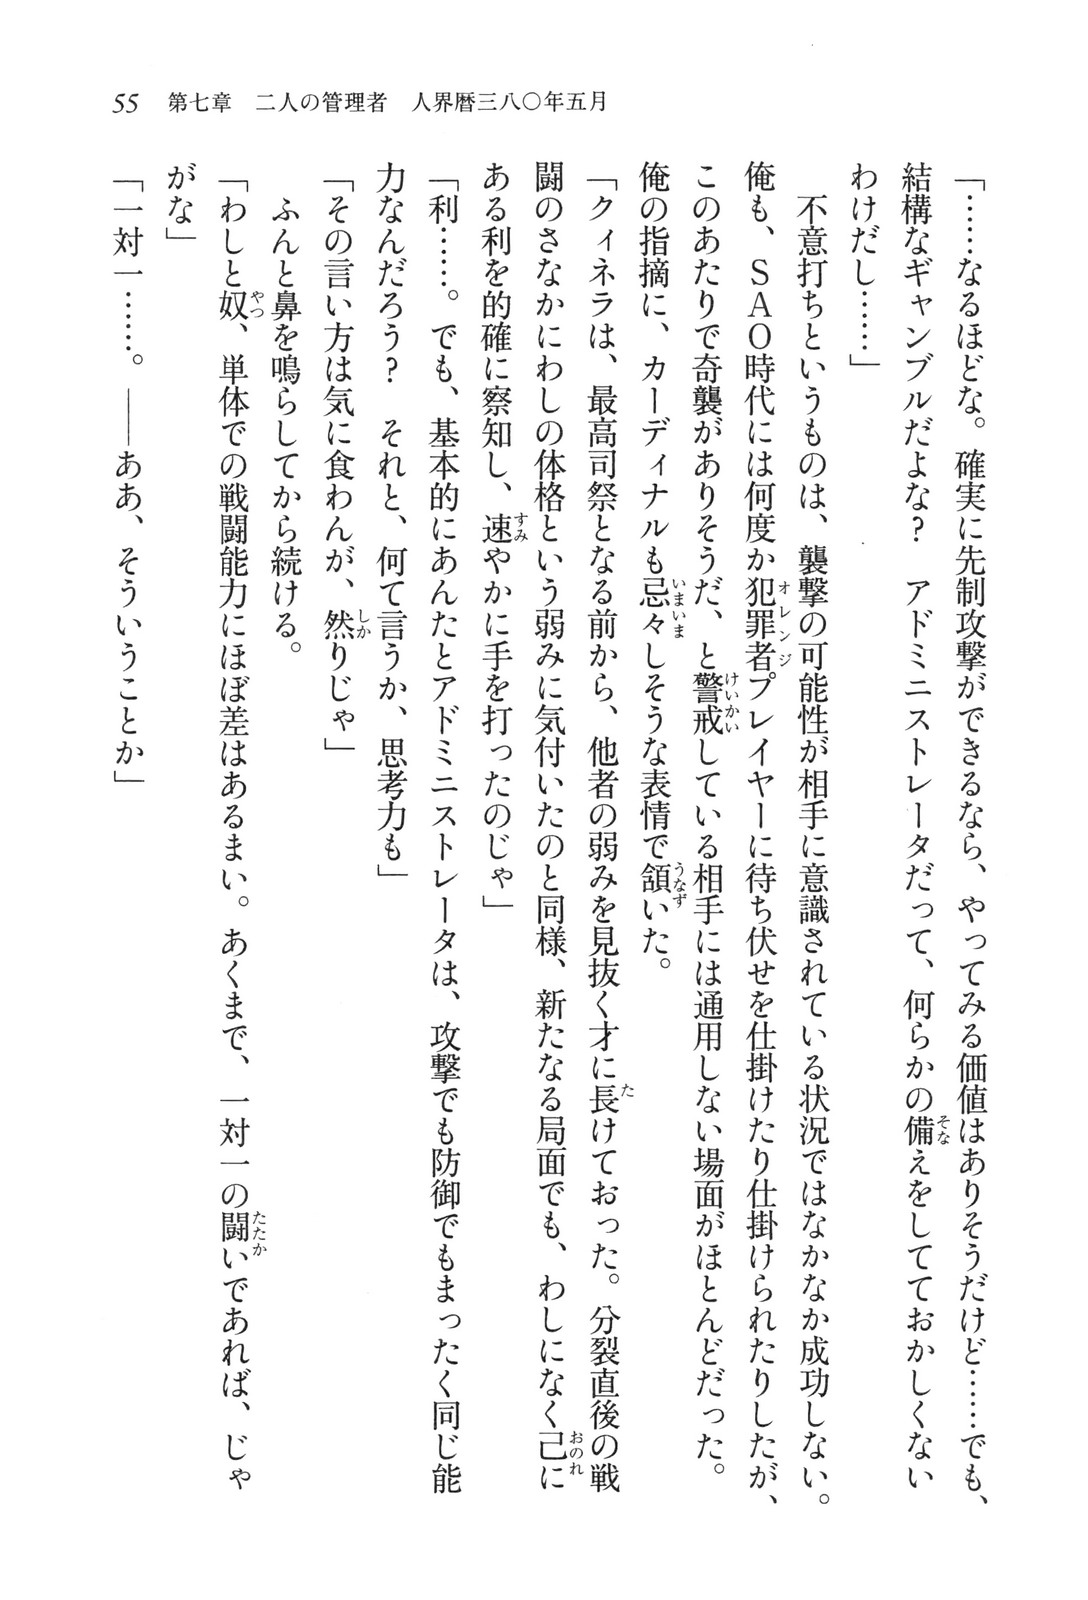 55　第七章　二人の管理者　人界暦三八〇年五月
「……なるほどな。確実に先制攻撃ができるなら、やってみる価値はありそうだけど……でも、
結構なギャンブルだよな？　アドミニストレータだって、何らかの備えをしてておかしくない
わけだし……」
　不意打ちというものは、襲撃の可能性が相手に意識されている状況ではなかなか成功しない。
俺も、ＳＡＯ時代には何度か犯罪者プレイヤーに待ち伏せを仕掛けたり仕掛けられたりしたが、
このあたりで奇襲がありそうだ、と警戒している相手には通用しない場面がほとんどだった。
俺の指摘に、カーディナルも忌々しそうな表情で頷いた。
「クィネラは、最高司祭となる前から、他者の弱みを見抜く才に長けておった。分裂直後の戦
闘のさなかにわしの体格という弱みに気付いたのと同様、新たなる局面でも、わしになく己に
ある利を的確に察知し、速やかに手を打ったのじゃ」
「利……。でも、基本的にあんたとアドミニストレータは、攻撃でも防御でもまったく同じ能
力なんだろう？　それと、何て言うか、思考力も」
「その言い方は気に食わんが、然りじゃ」
　ふんと鼻を鳴らしてから続ける。
「わしと奴、単体での戦闘能力にほぼ差はあるまい。あくまで、一対一の闘いであれば、じゃ
がな」
「一対一……。――ああ、そういうことか」